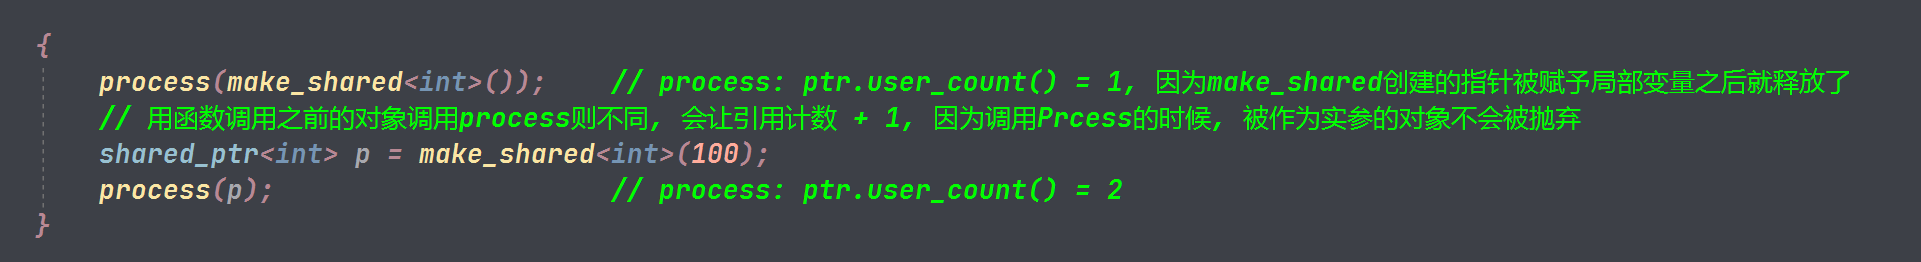 {
process(make_shared<int>());    // process: ptr.user_count() = 1, 因为make_shared创建的指针被赋予局部变量之后就释放了
// 用函数调用之前的对象调用process则不同, 会让引用计数 + 1, 因为调用Prcess的时候, 被作为实参的对象不会被抛弃
shared_ptr<int> p = make_shared<int>(100);
process(p);    // process: ptr.user_count() = 2
}